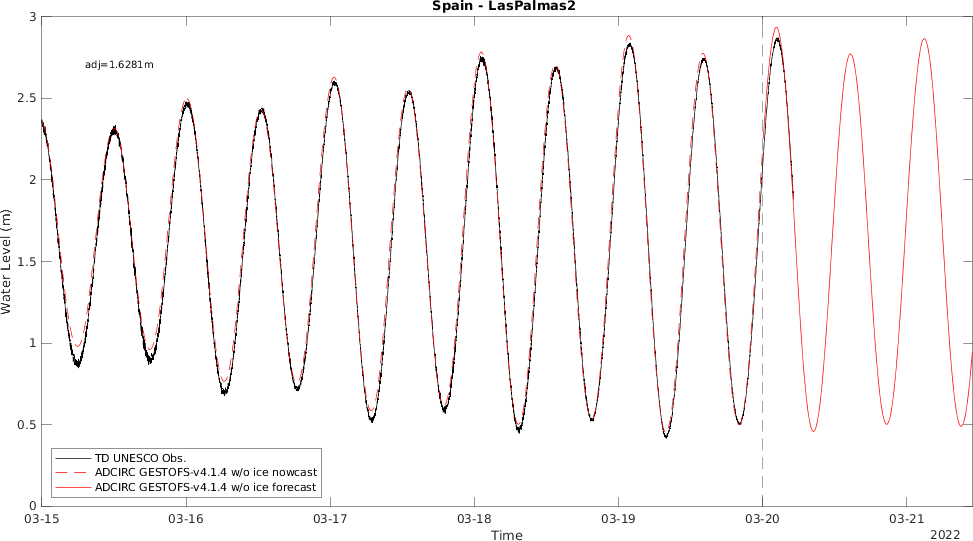 Spain - LasPalmas2
adj=1.6281m
3
2.5
2
1.5
1
0.5
0
Water Level (m)
TD UNESCO Obs.
ADCIRC GESTOFS-v4.1.4 w/o ice nowcast
ADCIRC GESTOFS-v4.1.4 w/o ice forecast
03-15 03-16 03-17 03-18 03-19 03-20 03-21
Time
2022